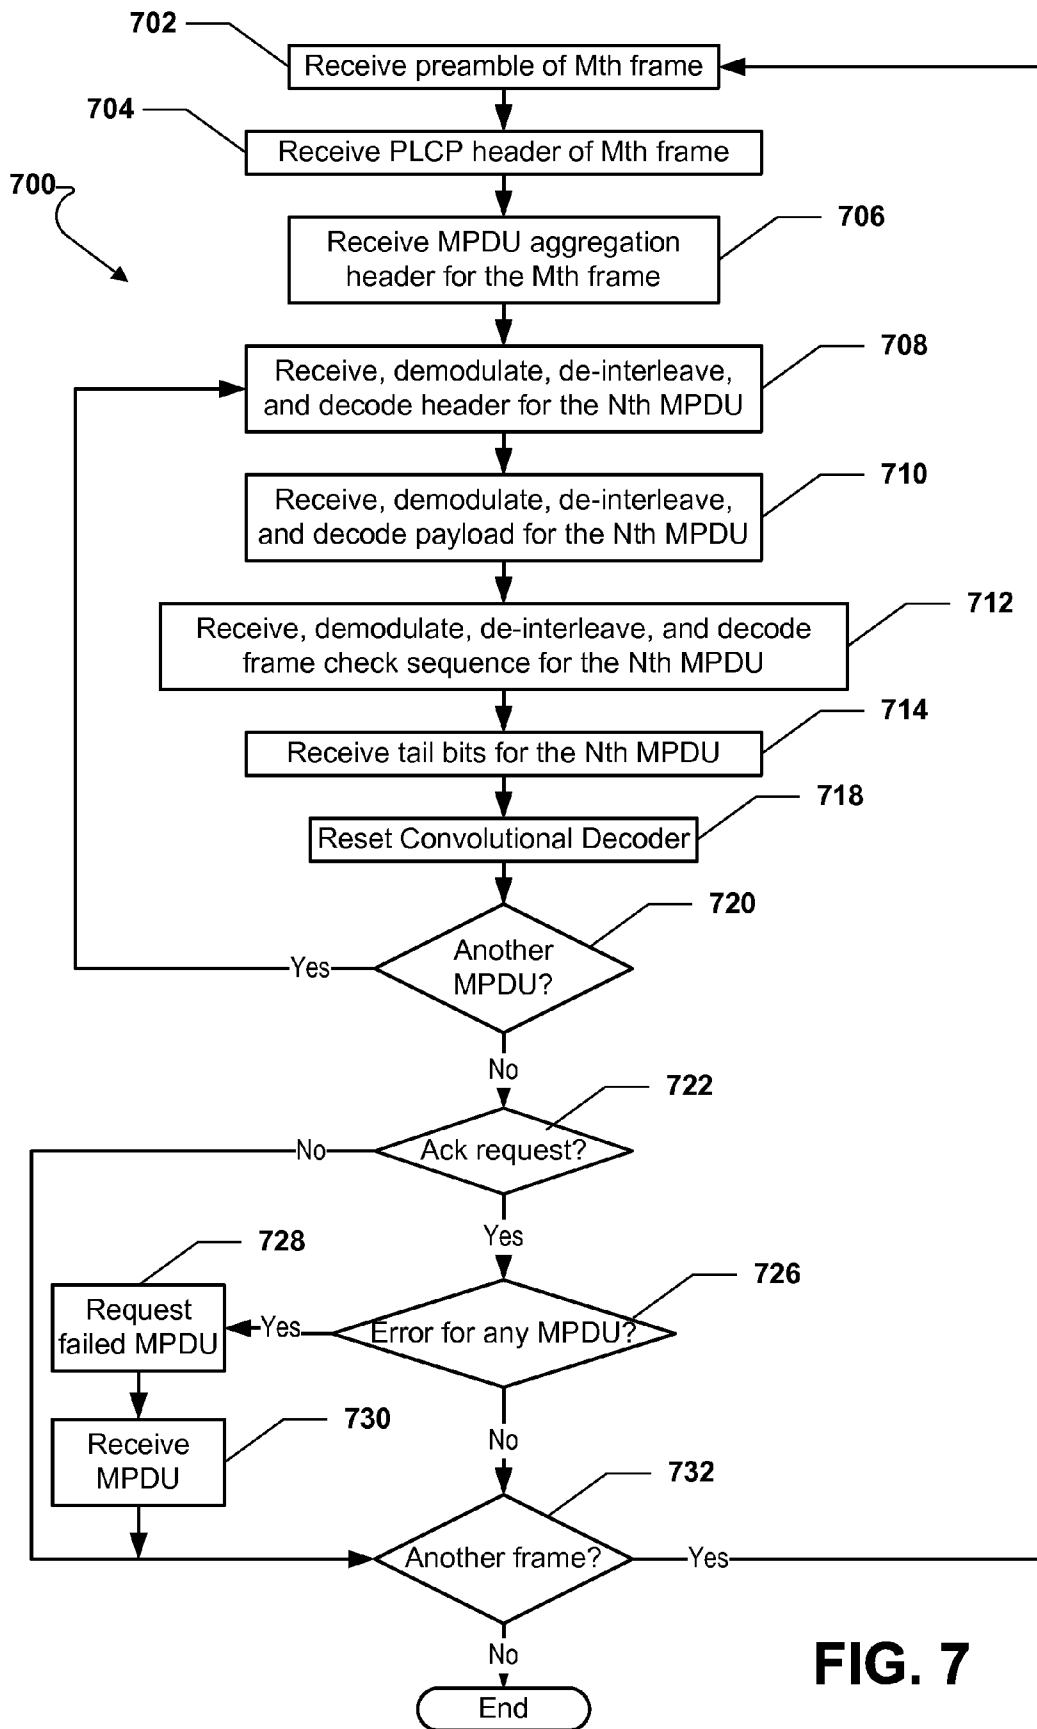 702
Receive preamble of Mth frame
704
Receive PLCP header of Mth frame
700
706
Receive MPDU aggregation
header for the Mth frame
708
Receive, demodulate, de-interleave,
and decode header for the Nth MPDU
710
Receive, demodulate, de-interleave,
and decode payload for the Nth MPDU
712
Receive, demodulate, de-interleave, and decode
frame check sequence for the Nth MPDU
714
Receive tail bits for the Nth MPDU
718
Reset Convolutional Decoder
720
Another
MPDU?
Yes
No
722
Ack request?
No
Yes
728
726
Request
failed MPDU
Yes
Error for any MPDU?
730
Receive
MPDU
No
732
Another frame?
Yes
No
End
FIG. 7